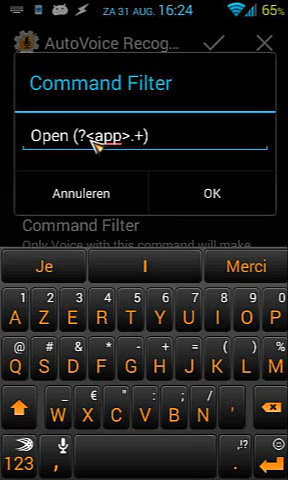 ZA 31 AUG. 16:24 65%
AutoVoice Recog...
Command Filter
Open (?<app>.+)
Annuleren OK
Command Filter
Only Voice with this command will make
Je I Merci
1 2 3 4 5 6 7 8 9 0
A Z E R T Y U I O P
@ # & * - + = ( )  %
Q S D F G H J K L M
€ " : ; /
W X C V B N '
,!?
123 , .